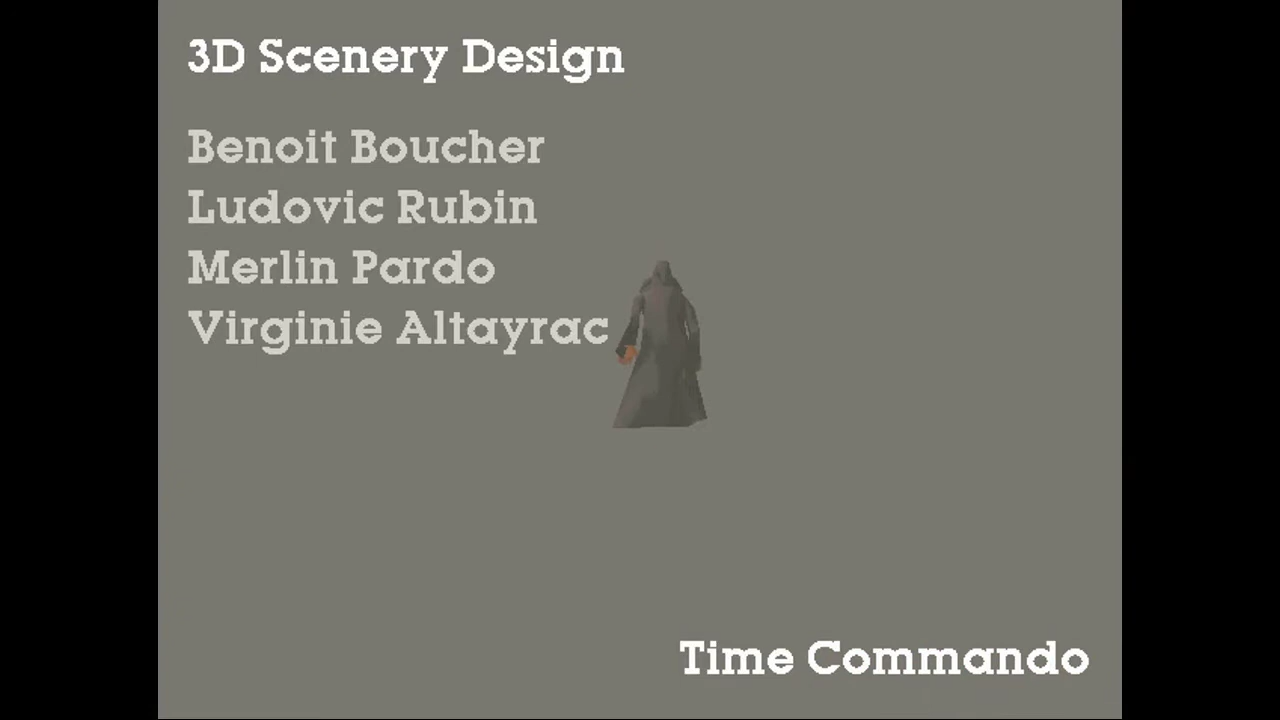 3D Scenery Design
Benoit Boucher
Ludovic Rubin
Merlin Pardo
Virginie Altayrac
Time Commando